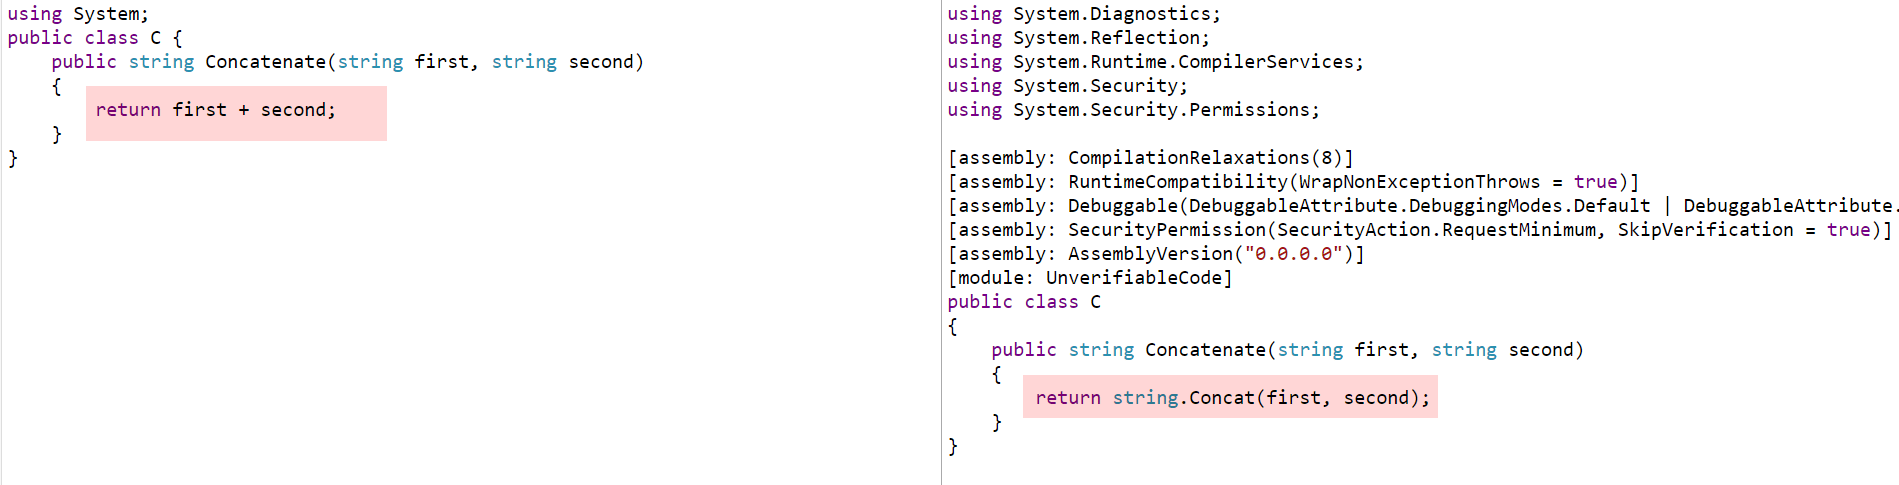 using System;
public class C {
    public string Concatenate(string first, string second)
    {
        return first + second;
    }
}
using System.Diagnostics;
using System.Reflection;
using System.Runtime.CompilerServices;
using System.Security;
using System.Security.Permissions;

[assembly: CompilationRelaxations(8)]
[assembly: RuntimeCompatibility(WrapNonExceptionThrows = true)]
[assembly: Debuggable(DebuggableAttribute.DebuggingModes.Default | DebuggableAttribute.
[assembly: SecurityPermission(SecurityAction.RequestMinimum, SkipVerification = true)]
[assembly: AssemblyVersion("0.0.0.0")]
[module: UnverifiableCode]
public class C
{
    public string Concatenate(string first, string second)
    {
        return string.Concat(first, second);
    }
}